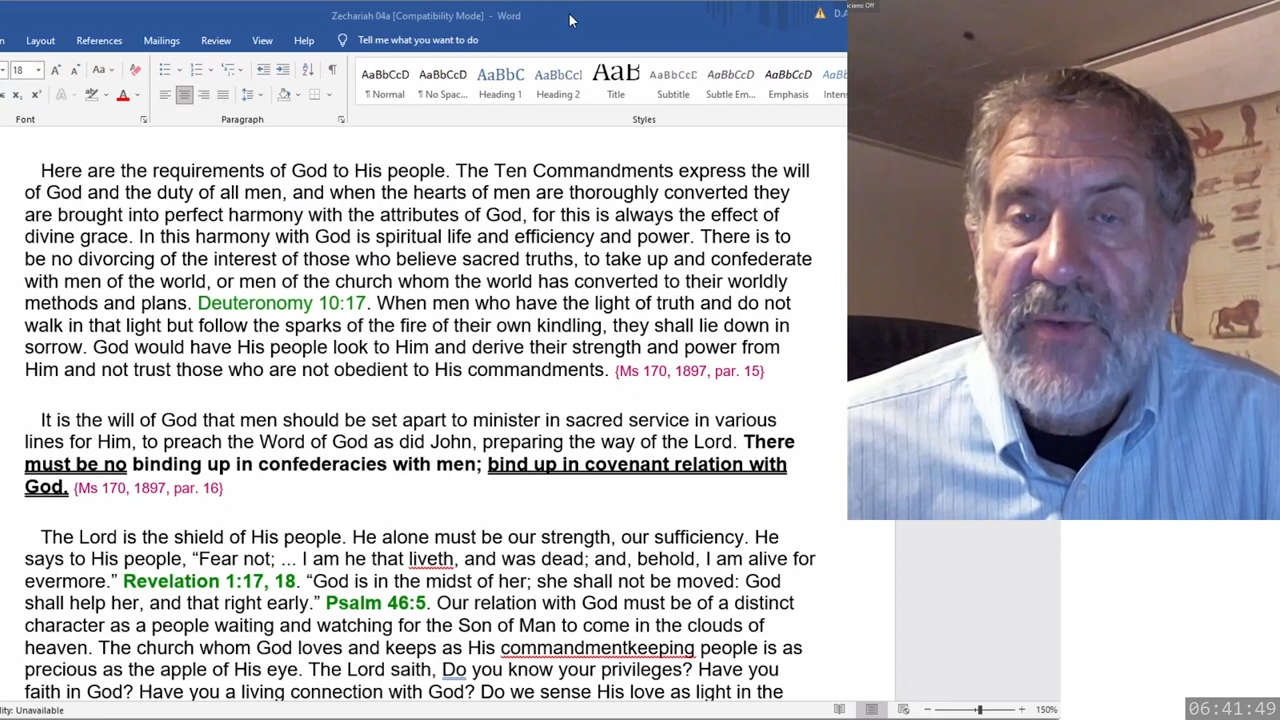 icians: Off
Zechariah 04a [Compatibility Mode] - Word
D.A
Layout References Mailings Review View Help Tell me what you want to do
18 Aa
AaBbCcD AaBbCcD AaBbC AaBbCcD AaB AaBbCcD AaBbCcD AaBbCcD AaBb
¶ Normal ¶ No Spac... Heading 1 Heading 2 Title Subtitle Subtle Em... Emphasis Intens
Font Paragraph Styles
Here are the requirements of God to His people. The Ten Commandments express the will
of God and the duty of all men, and when the hearts of men are thoroughly converted they
are brought into perfect harmony with the attributes of God, for this is always the effect of
divine grace. In this harmony with God is spiritual life and efficiency and power. There is to
be no divorcing of the interest of those who believe sacred truths, to take up and confederate
with men of the world, or men of the church whom the world has converted to their worldly
methods and plans. Deuteronomy 10:17. When men who have the light of truth and do not
walk in that light but follow the sparks of the fire of their own kindling, they shall lie down in
sorrow. God would have His people look to Him and derive their strength and power from
Him and not trust those who are not obedient to His commandments. {Ms 170, 1897, par. 15}
It is the will of God that men should be set apart to minister in sacred service in various
lines for Him, to preach the Word of God as did John, preparing the way of the Lord. There
must be no binding up in confederacies with men; bind up in covenant relation with
God. {Ms 170, 1897, par. 16}
The Lord is the shield of His people. He alone must be our strength, our sufficiency. He
says to His people, “Fear not; ... I am he that liveth, and was dead; and, behold, I am alive for
evermore.” Revelation 1:17, 18. “God is in the midst of her; she shall not be moved: God
shall help her, and that right early.” Psalm 46:5. Our relation with God must be of a distinct
character as a people waiting and watching for the Son of Man to come in the clouds of
heaven. The church whom God loves and keeps as His commandmentkeeping people is as
precious as the apple of His eye. The Lord saith, Do you know your privileges? Have you
faith in God? Have you a living connection with God? Do we sense His love as light in the
lity: Unavailable
150%
06:41:49